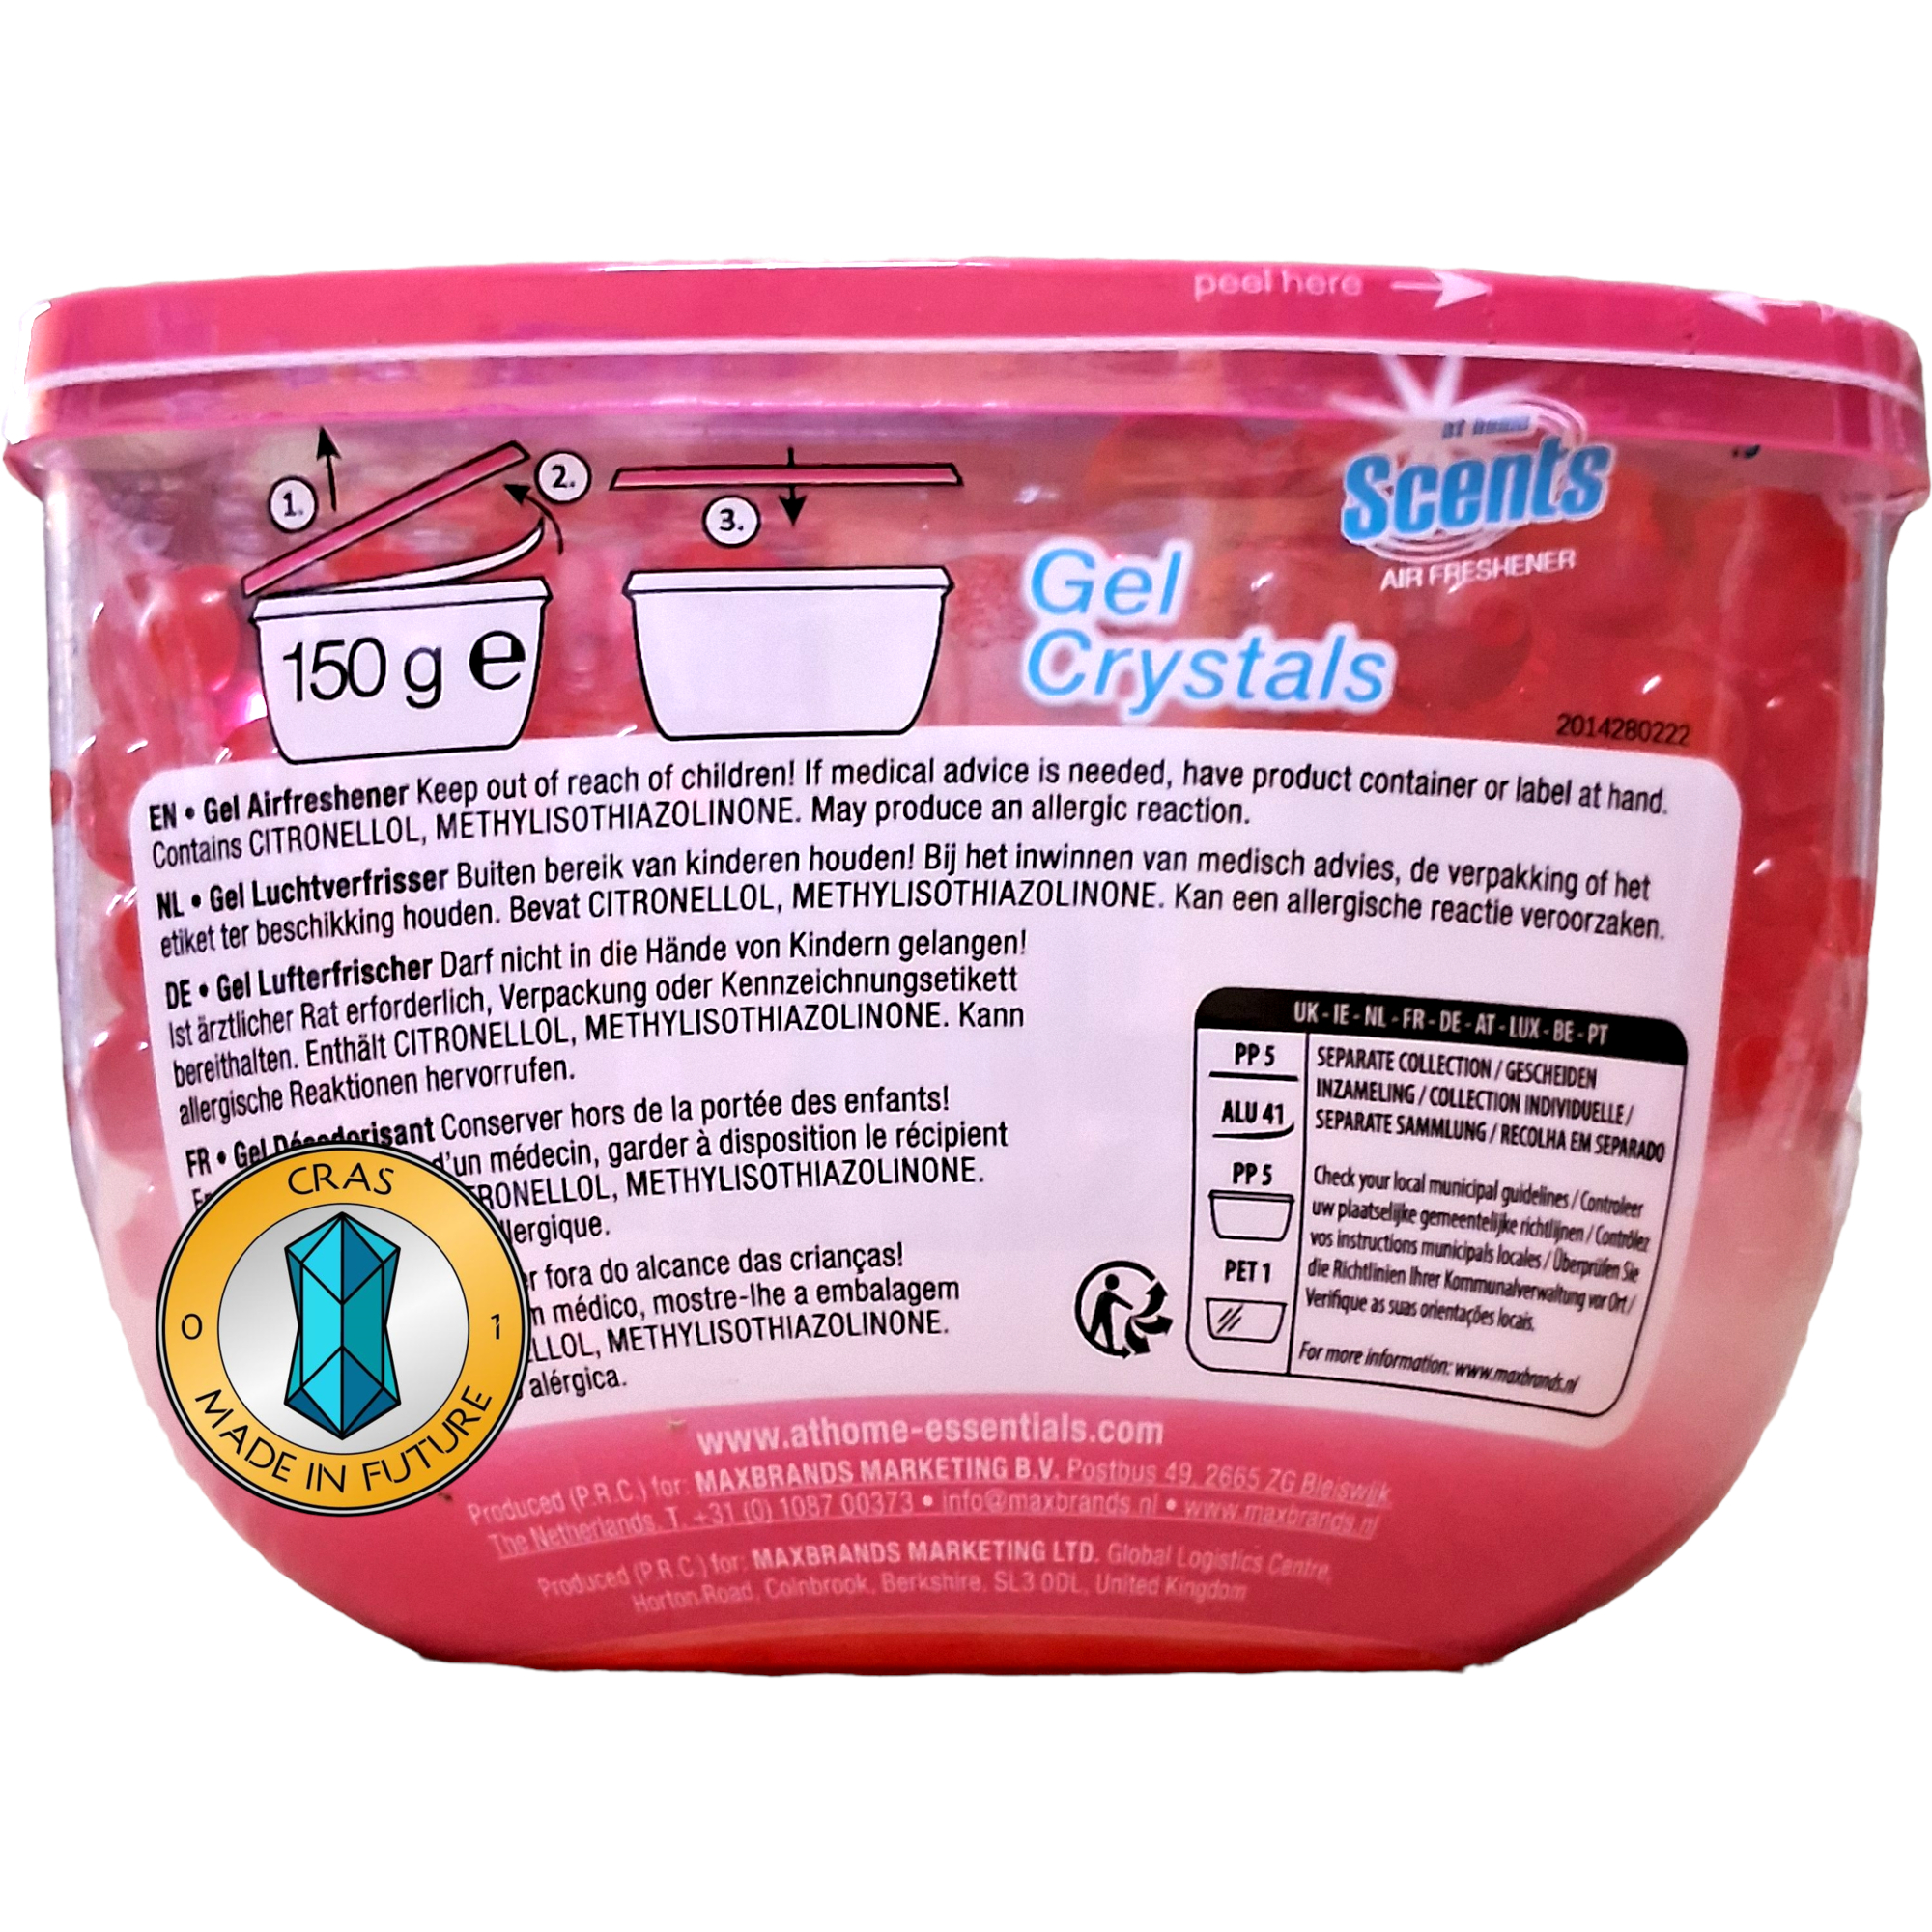 peel here
at home
Scents
AIR FRESHENER
1.
2.
3.
150 g e
Gel
Crystals
2014280222
EN • Gel Airfreshener Keep out of reach of children! If medical advice is needed, have product container or label at hand.
Contains CITRONELLOL, METHYLISOTHIAZOLINONE. May produce an allergic reaction.
NL • Gel Luchtverfrisser Buiten bereik van kinderen houden! Bij het inwinnen van medisch advies, de verpakking of het
etiket ter beschikking houden. Bevat CITRONELLOL, METHYLISOTHIAZOLINONE. Kan een allergische reactie veroorzaken.
DE • Gel Lufterfrischer Darf nicht in die Hände von Kindern gelangen!
Ist ärztlicher Rat erforderlich, Verpackung oder Kennzeichnungsetikett
bereithalten. Enthält CITRONELLOL, METHYLISOTHIAZOLINONE. Kann
allergische Reaktionen hervorrufen.
FR • Gel Désodorisant Conserver hors de la portée des enfants!
d'un médecin, garder à disposition le récipient
RONELLOL, METHYLISOTHIAZOLINONE.
llergique.
r fora do alcance das crianças!
m médico, mostre-lhe a embalagem
LLOL, METHYLISOTHIAZOLINONE.
alérgica.
UK - IE - NL - FR - DE - AT - LUX - BE - PT
PP 5
ALU 41
PP 5
PET 1
SEPARATE COLLECTION / GESCHEIDEN
INZAMELING / COLLECTION INDIVIDUELLE /
SEPARATE SAMMLUNG / RECOLHA EM SEPARADO
Check your local municipal guidelines / Controleer
uw plaatselijke gemeentelijke richtlijnen / Contrôlez
vos instructions municipals locales / Überprüfen Sie
die Richtlinien Ihrer Kommunalverwaltung vor Ort /
Verifique as suas orientações locais.
For more information: www.maxbrands.nl
CRAS
0 1
MADE IN FUTURE
www.athome-essentials.com
Produced (P.R.C.) for: MAXBRANDS MARKETING B.V. Postbus 49, 2665 ZG Bleiswijk
The Netherlands. T. +31 (0) 1087 00373 • info@maxbrands.nl • www.maxbrands.nl
Produced (P.R.C.) for: MAXBRANDS MARKETING LTD. Global Logistics Centre,
Horton Road, Colnbrook, Berkshire, SL3 0DL, United Kingdom